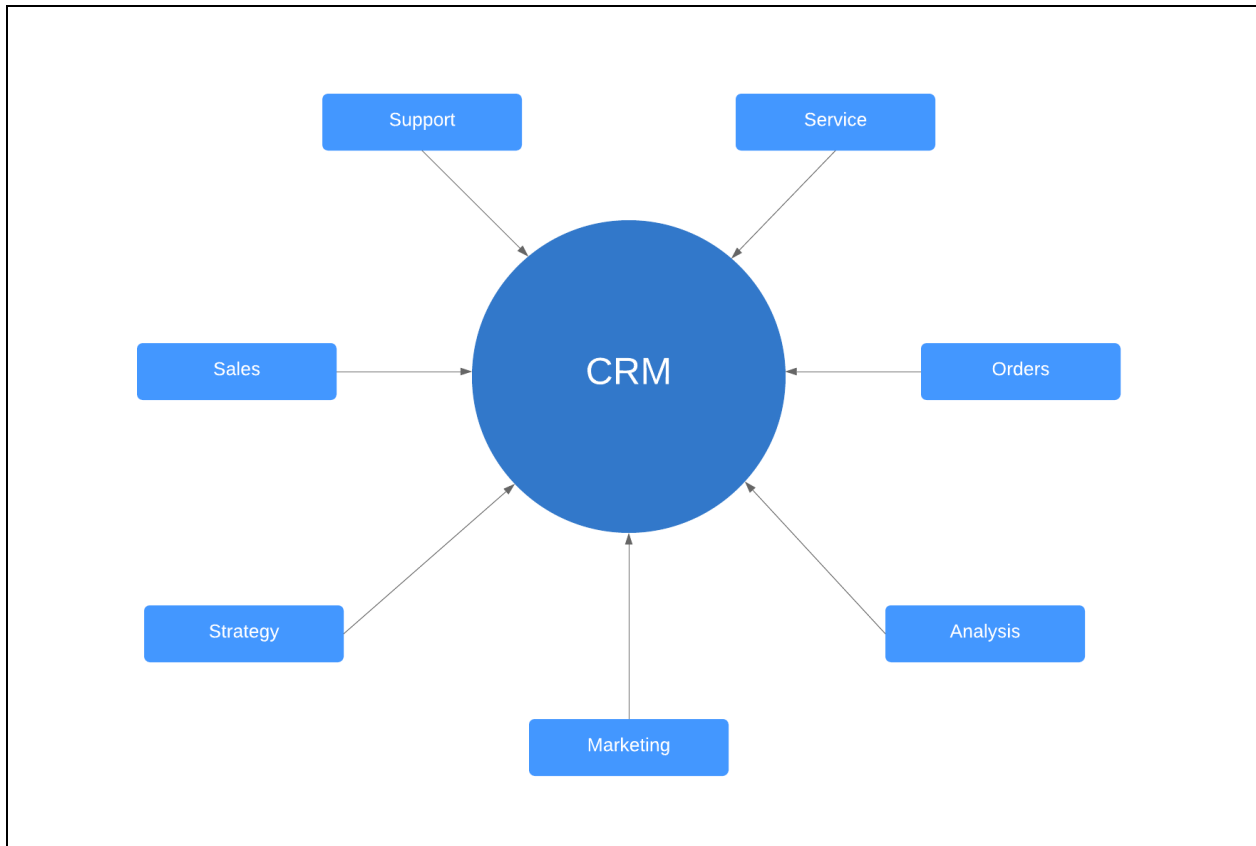 Support
Service
Sales
CRM
Orders
Strategy
Analysis
Marketing